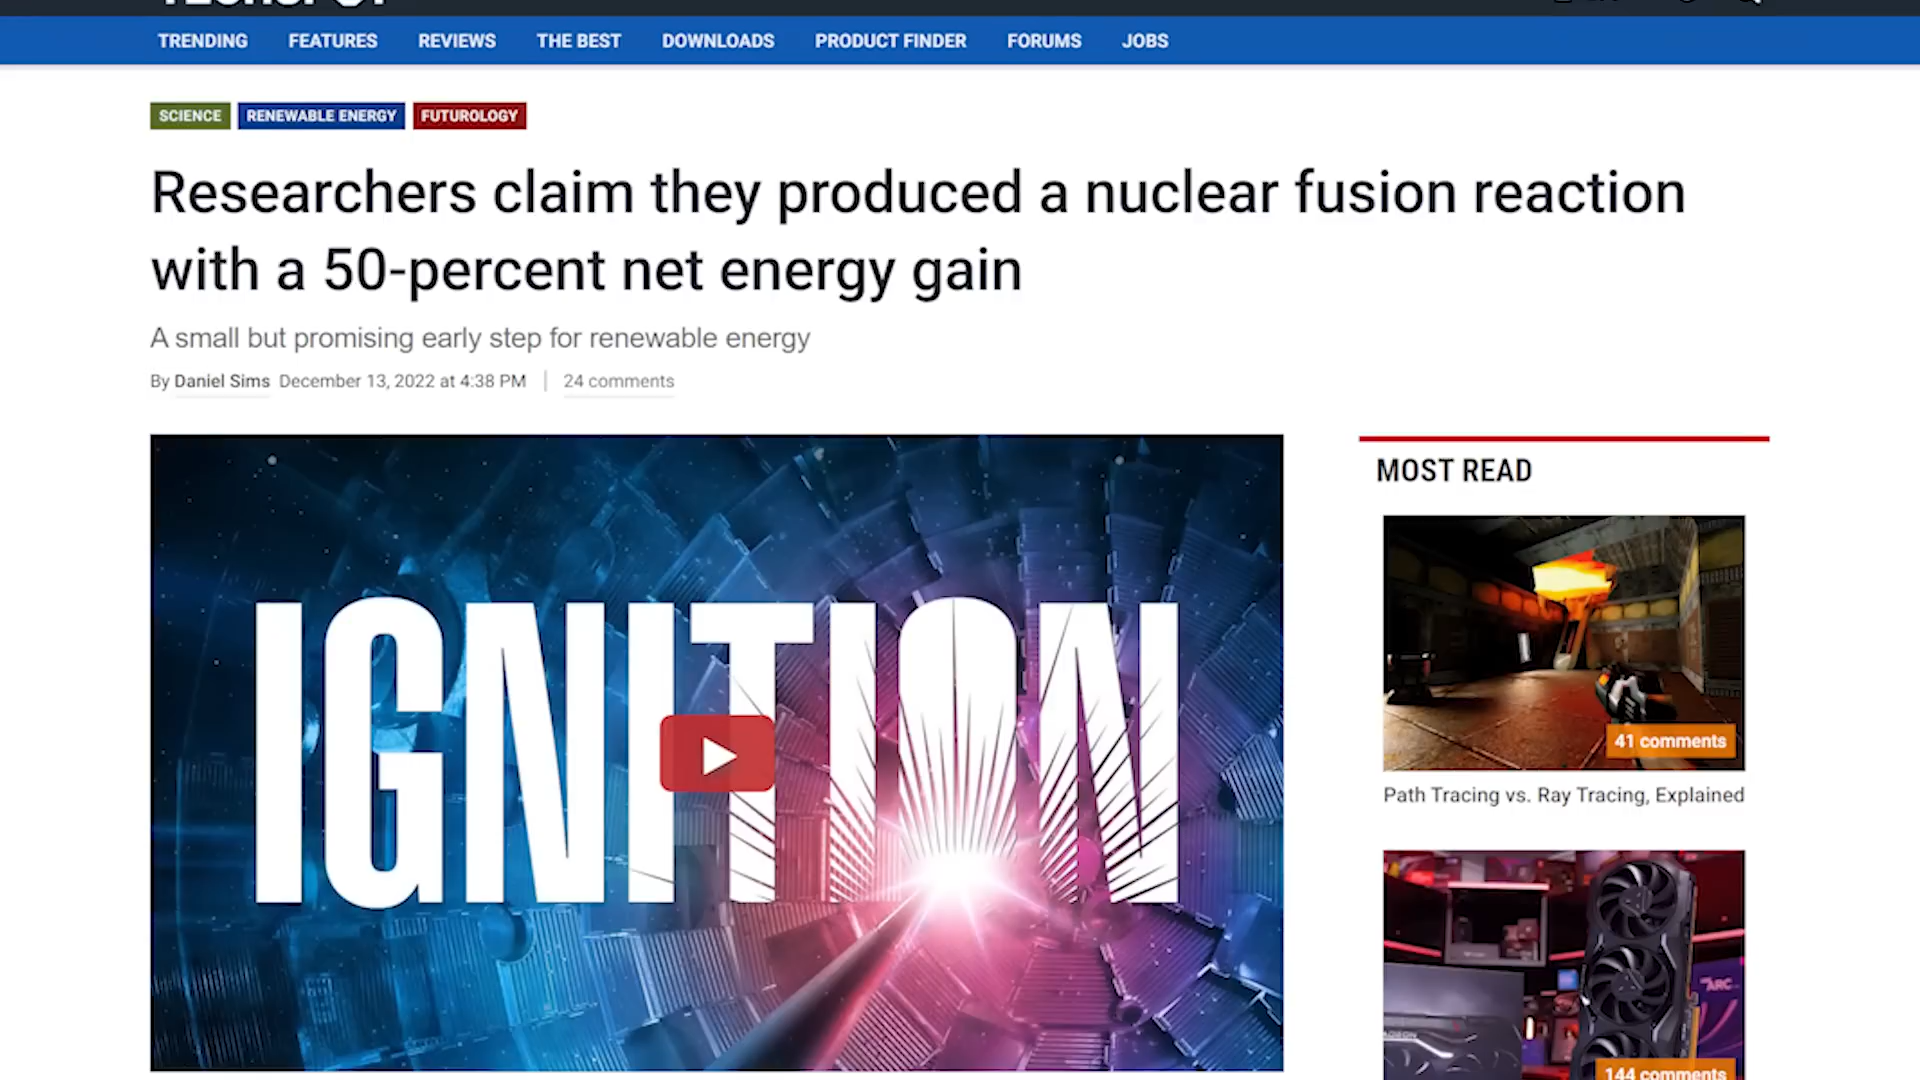 TECHSPOT
TRENDING FEATURES REVIEWS THE BEST DOWNLOADS PRODUCT FINDER FORUMS JOBS
SCIENCE RENEWABLE ENERGY FUTUROLOGY
Researchers claim they produced a nuclear fusion reaction
with a 50-percent net energy gain
A small but promising early step for renewable energy
By Daniel Sims December 13, 2022 at 4:38 PM | 24 comments
IGNITION
MOST READ
41 comments
Path Tracing vs. Ray Tracing, Explained
ARC
144 comments